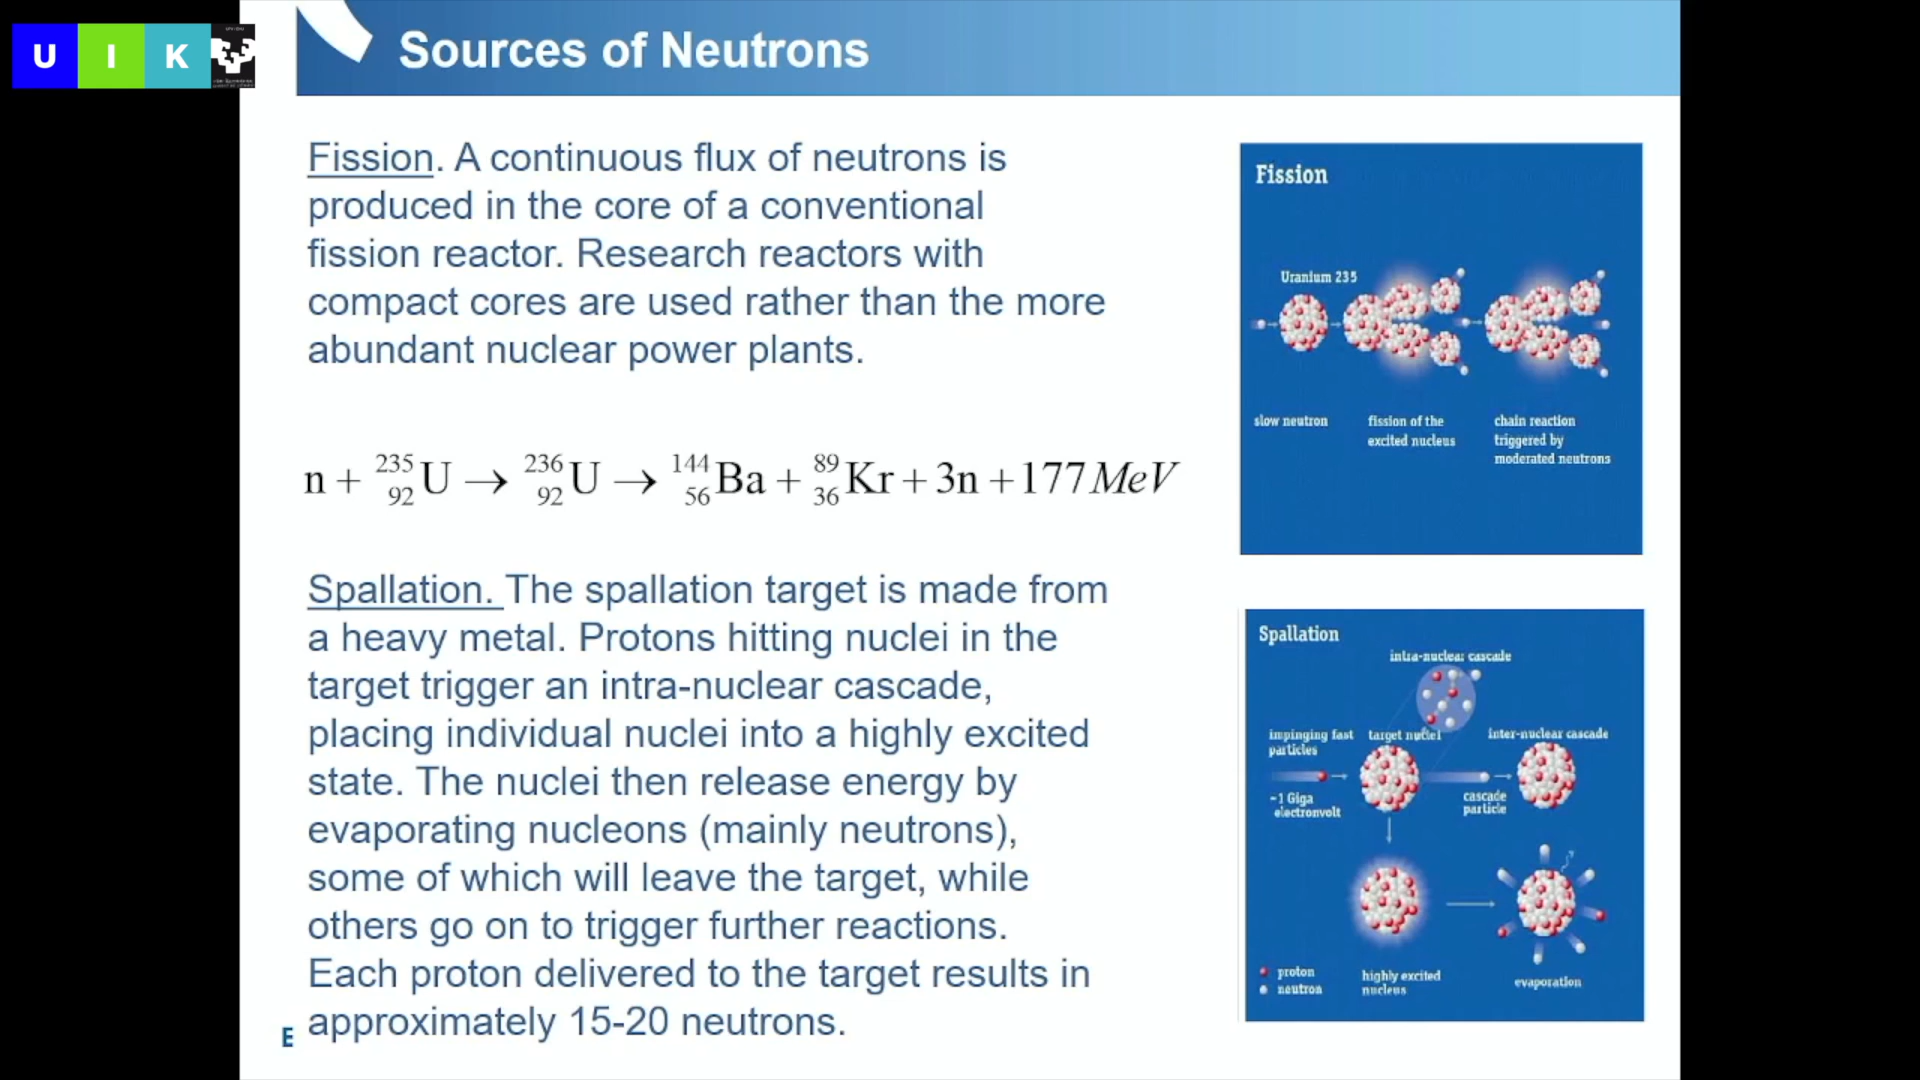 U I K
Sources of Neutrons
Fission. A continuous flux of neutrons is
produced in the core of a conventional
fission reactor. Research reactors with
compact cores are used rather than the more
abundant nuclear power plants.
n + ²³⁵₉₂U → ²³⁶₉₂U → ¹⁴⁴₅₆Ba + ⁸⁹₃₆Kr + 3n + 177 MeV
Spallation. The spallation target is made from
a heavy metal. Protons hitting nuclei in the
target trigger an intra-nuclear cascade,
placing individual nuclei into a highly excited
state. The nuclei then release energy by
evaporating nucleons (mainly neutrons),
some of which will leave the target, while
others go on to trigger further reactions.
Each proton delivered to the target results in
approximately 15-20 neutrons.
E
Fission
Uranium 235
slow neutron
fission of the
excited nucleus
chain reaction
triggered by
moderated neutrons
Spallation
intra-nuclear cascade
impinging fast
particles
target nuclei
inter-nuclear cascade
~1 Giga
electronvolt
cascade
particle
proton
neutron
highly excited
nucleus
evaporation